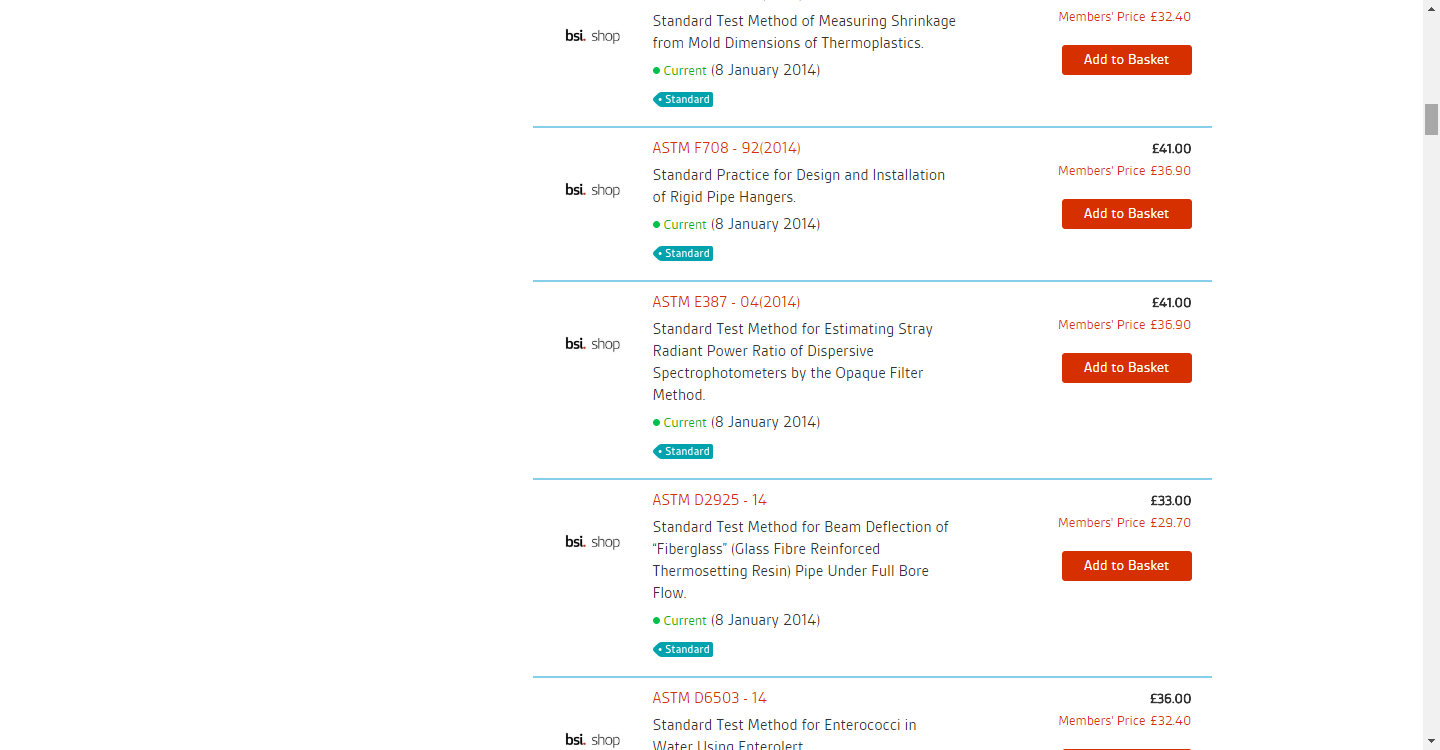 Standard Test Method of Measuring Shrinkage
from Mold Dimensions of Thermoplastics.
Members' Price £32.40
bsi. shop
Add to Basket
Current (8 January 2014)
Standard
ASTM F708 - 92(2014)
£41.00
Standard Practice for Design and Installation
of Rigid Pipe Hangers.
Members' Price £36.90
bsi. shop
Add to Basket
Current (8 January 2014)
Standard
ASTM E387 - 04(2014)
£41.00
Standard Test Method for Estimating Stray
Radiant Power Ratio of Dispersive
Spectrophotometers by the Opaque Filter
Method.
Members' Price £36.90
bsi. shop
Add to Basket
Current (8 January 2014)
Standard
ASTM D2925 - 14
£33.00
Standard Test Method for Beam Deflection of
“Fiberglass” (Glass Fibre Reinforced
Thermosetting Resin) Pipe Under Full Bore
Flow.
Members' Price £29.70
bsi. shop
Add to Basket
Current (8 January 2014)
Standard
ASTM D6503 - 14
£36.00
Standard Test Method for Enterococci in
Water Using Enterolert
Members' Price £32.40
bsi. shop